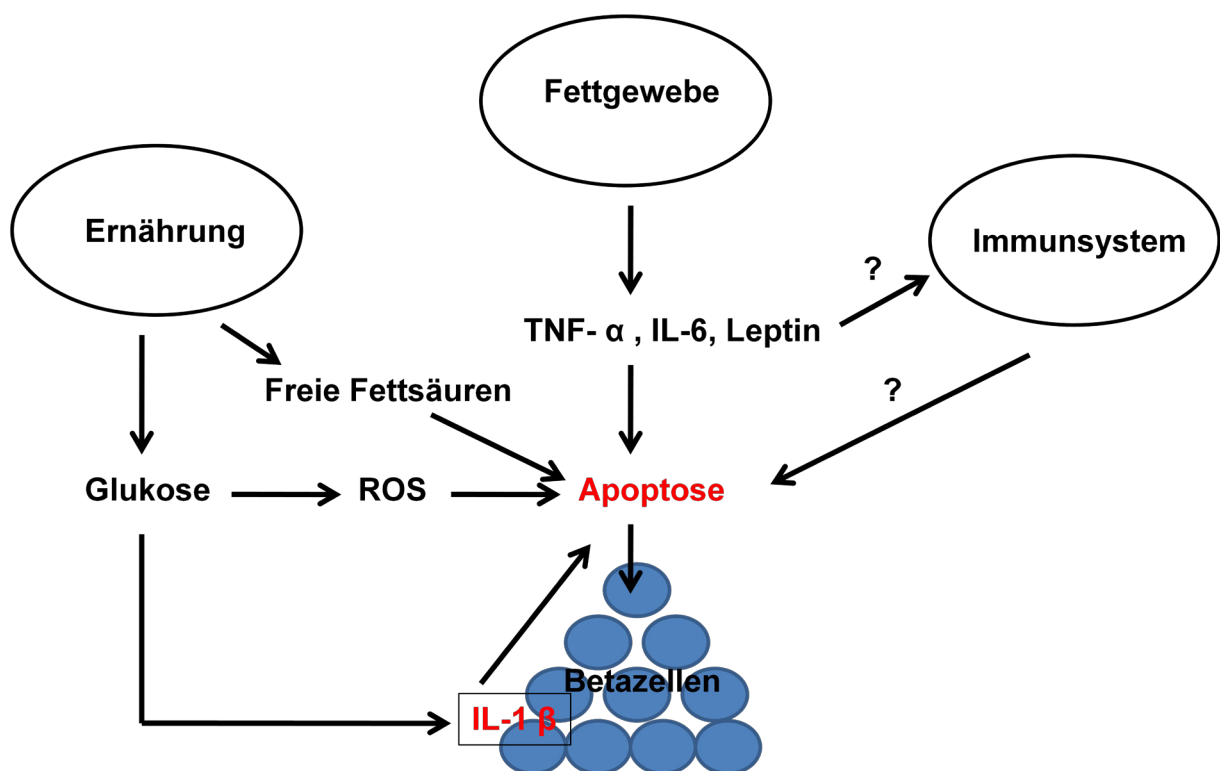 Fettgewebe
Ernährung
Immunsystem
?
TNF- α , IL-6, Leptin
Freie Fettsäuren
?
Glukose
ROS
Apoptose
Betazellen
IL-1 β